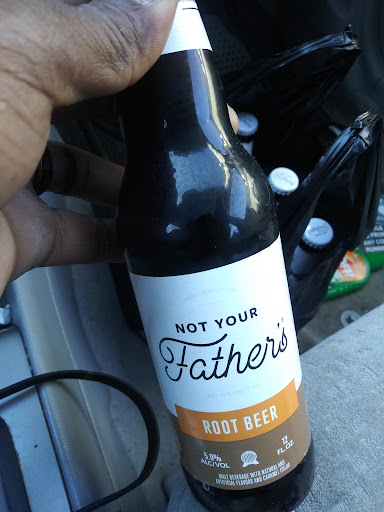 NOT YOUR
Father's
ROOT BEER
5.9%
ALC/VOL
12
FL. OZ.
MALT BEVERAGE WITH NATURAL AND
ARTIFICIAL FLAVORS AND CARAMEL COLOR